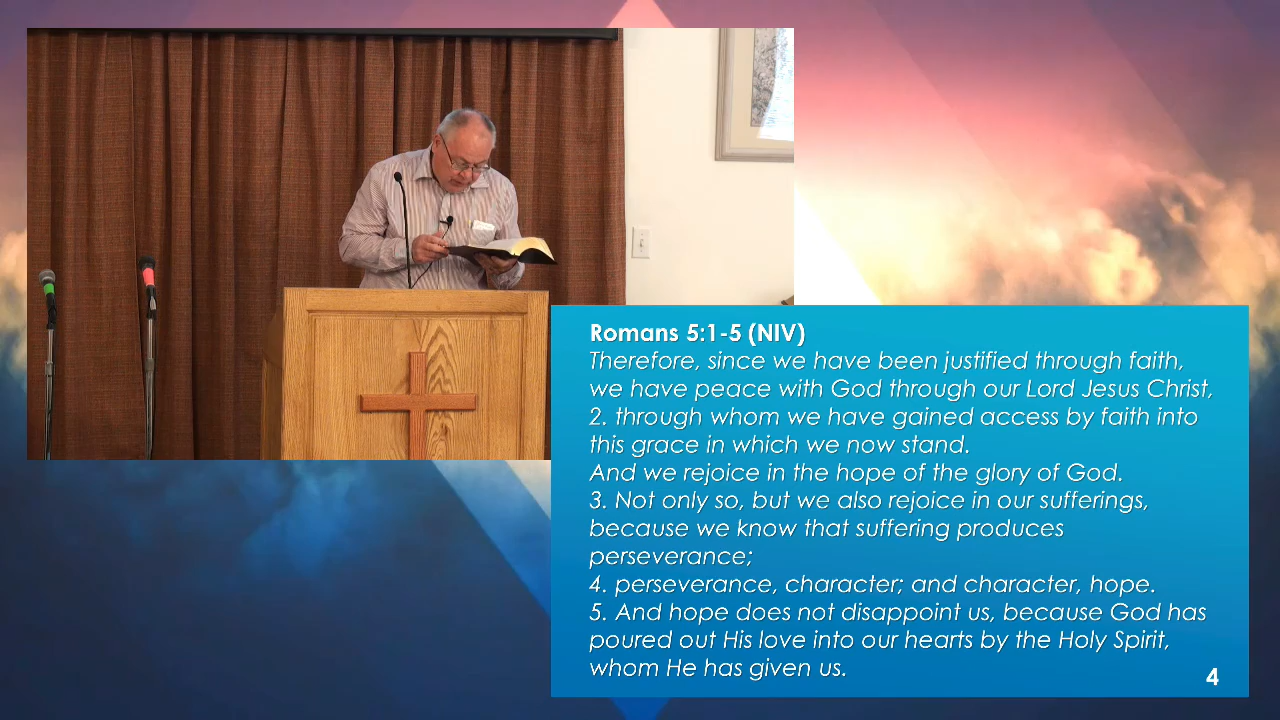 Romans 5:1-5 (NIV)
Therefore, since we have been justified through faith,
we have peace with God through our Lord Jesus Christ,
2. through whom we have gained access by faith into
this grace in which we now stand.
And we rejoice in the hope of the glory of God.
3. Not only so, but we also rejoice in our sufferings,
because we know that suffering produces
perseverance;
4. perseverance, character; and character, hope.
5. And hope does not disappoint us, because God has
poured out His love into our hearts by the Holy Spirit,
whom He has given us.
4